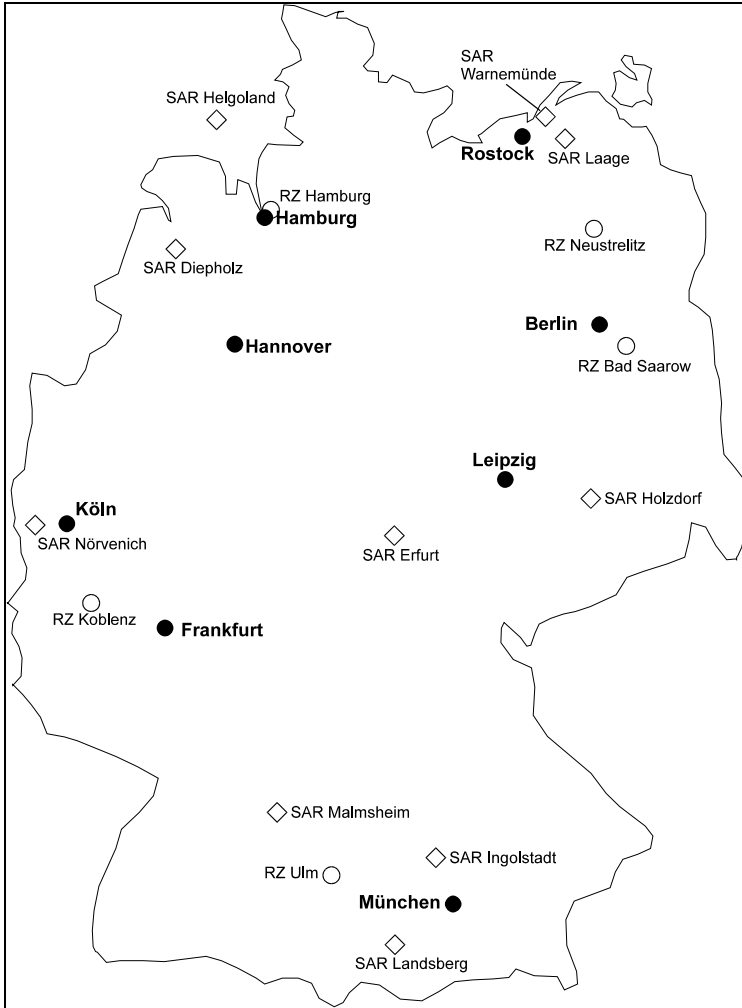 SAR
Warnemünde
SAR Helgoland
Rostock
SAR Laage
RZ Hamburg
Hamburg
RZ Neustrelitz
SAR Diepholz
Berlin
Hannover
RZ Bad Saarow
Leipzig
SAR Holzdorf
Köln
SAR Nörvenich
SAR Erfurt
RZ Koblenz
Frankfurt
SAR Malmsheim
SAR Ingolstadt
RZ Ulm
München
SAR Landsberg